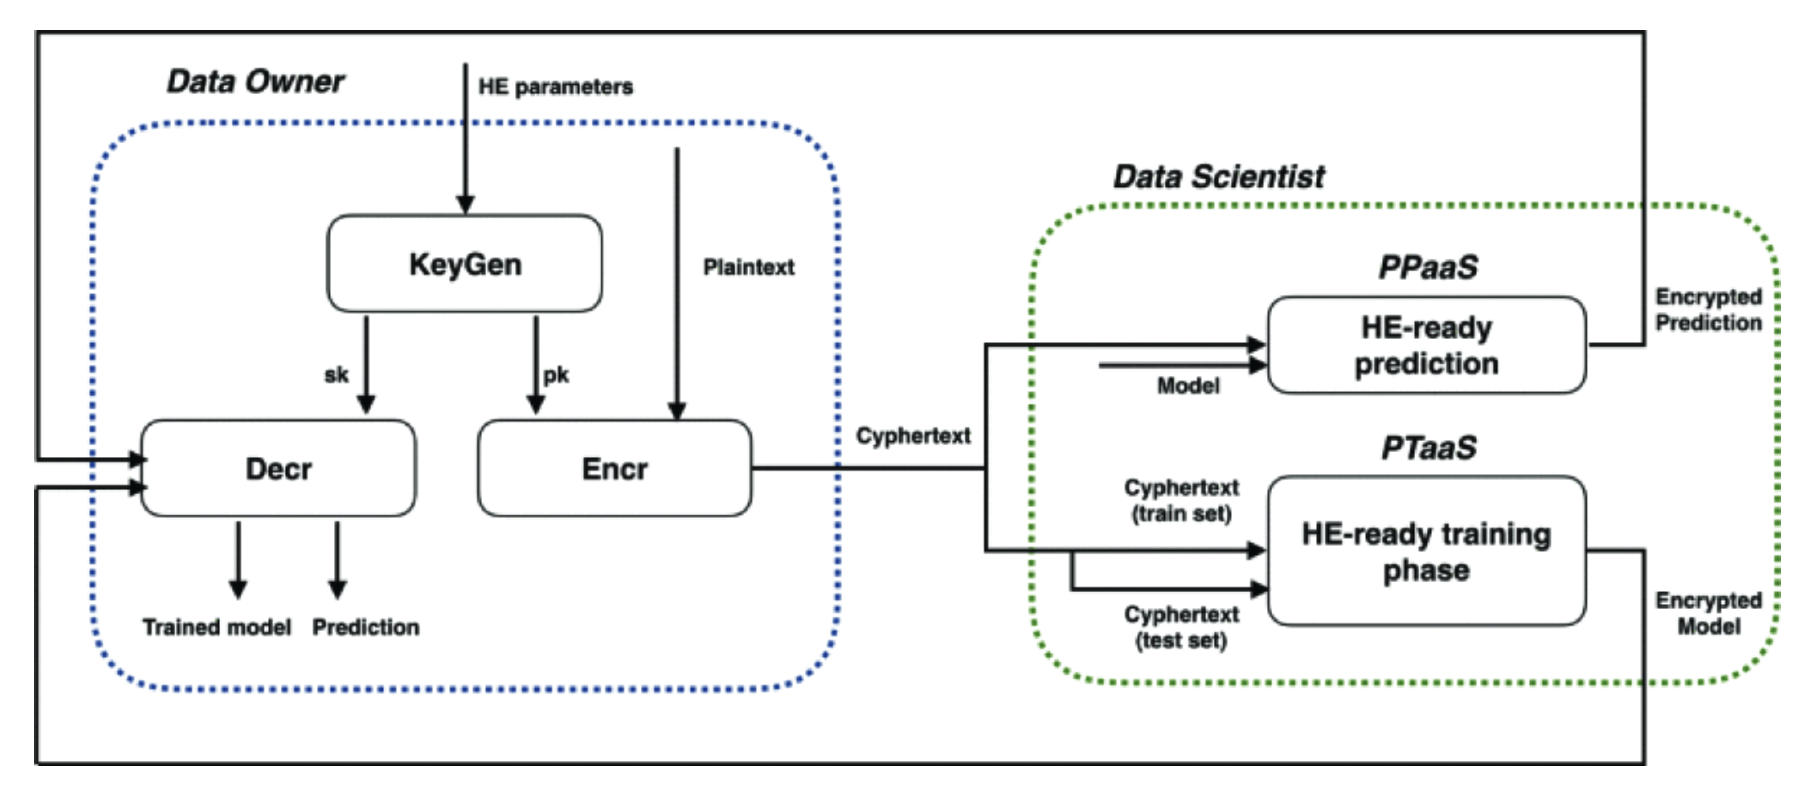 Data Owner
HE parameters
KeyGen
Plaintext
sk
pk
Decr
Encr
Trained model
Prediction
Cyphertext
Data Scientist
PPaaS
HE-ready
prediction
Model
Encrypted
Prediction
PTaaS
Cyphertext
(train set)
HE-ready training
phase
Cyphertext
(test set)
Encrypted
Model